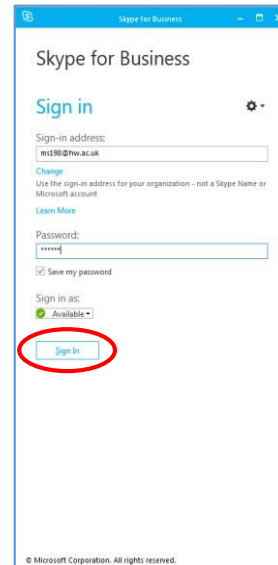 Skype for Business
Skype for Business
Sign in
Sign-in address:
ms198@hw.ac.uk
Change
Use the sign-in address for your organization - not a Skype Name or
Microsoft account
Learn More
Password:
******
Save my password
Sign in as:
Available
Sign In
© Microsoft Corporation. All rights reserved.